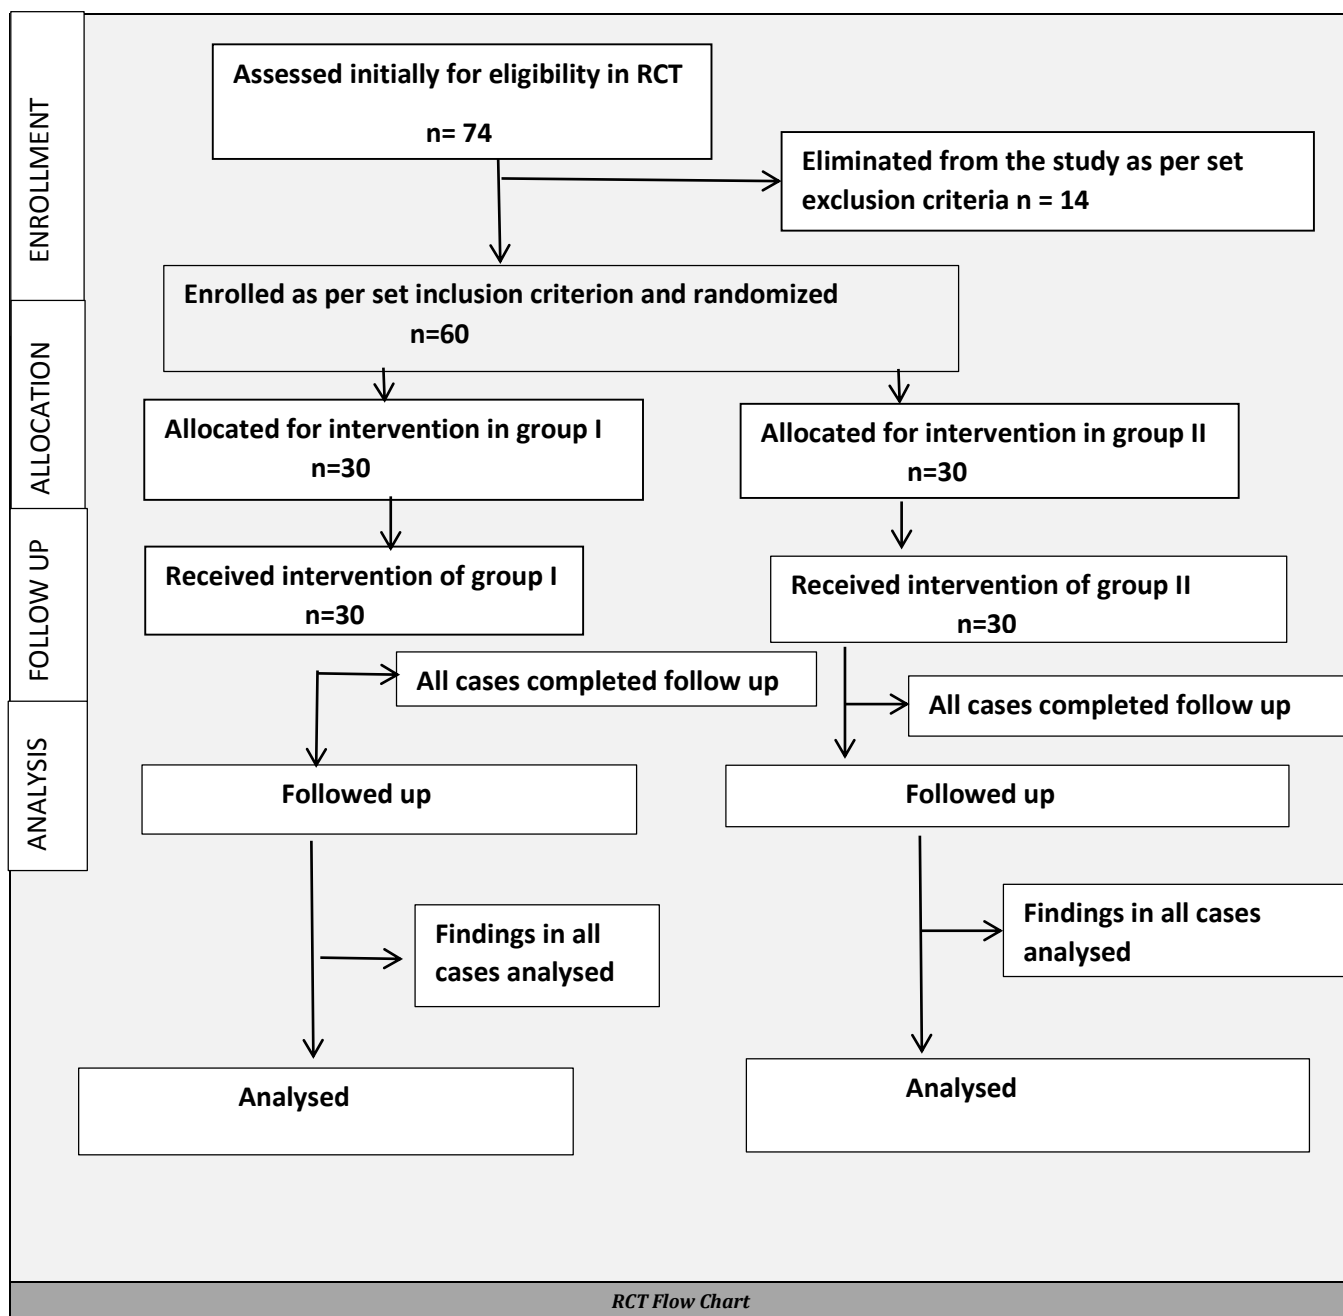 ENROLLMENT
Assessed initially for eligibility in RCT
n= 74
Eliminated from the study as per set
exclusion criteria n = 14
Enrolled as per set inclusion criterion and randomized
n=60
ALLOCATION
Allocated for intervention in group I
n=30
Allocated for intervention in group II
n=30
FOLLOW UP
Received intervention of group I
n=30
Received intervention of group II
n=30
All cases completed follow up
All cases completed follow up
ANALYSIS
Followed up
Followed up
Findings in all
cases analysed
Findings in all cases
analysed
Analysed
Analysed
RCT Flow Chart